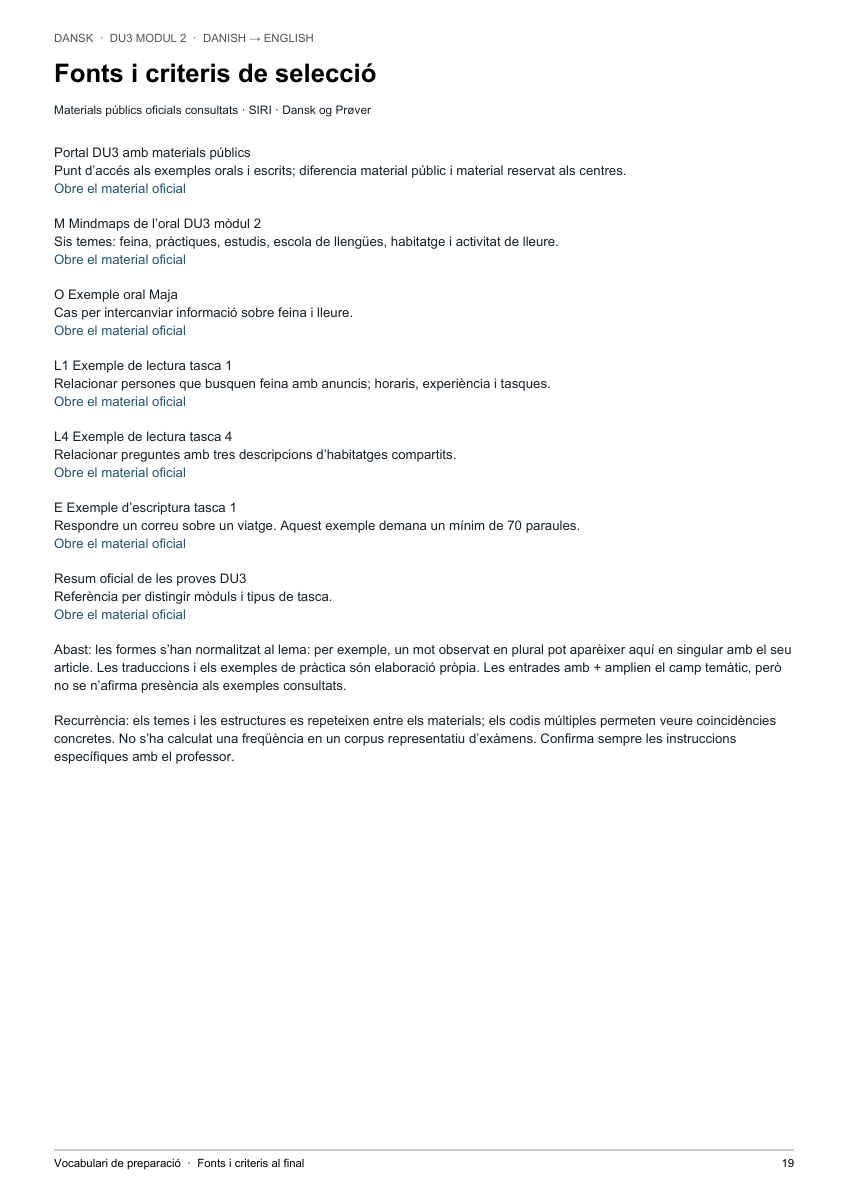 DANSK · DU3 MODUL 2 · DANISH → ENGLISH
Fonts i criteris de selecció
Materials públics oficials consultats · SIRI · Dansk og Prøver
Portal DU3 amb materials públics
Punt d’accés als exemples orals i escrits; diferencia material públic i material reservat als centres.
Obre el material oficial
M Mindmaps de l’oral DU3 mòdul 2
Sis temes: feina, pràctiques, estudis, escola de llengües, habitatge i activitat de lleure.
Obre el material oficial
O Exemple oral Maja
Cas per intercanviar informació sobre feina i lleure.
Obre el material oficial
L1 Exemple de lectura tasca 1
Relacionar persones que busquen feina amb anuncis; horaris, experiència i tasques.
Obre el material oficial
L4 Exemple de lectura tasca 4
Relacionar preguntes amb tres descripcions d’habitatges compartits.
Obre el material oficial
E Exemple d’escriptura tasca 1
Respondre un correu sobre un viatge. Aquest exemple demana un mínim de 70 paraules.
Obre el material oficial
Resum oficial de les proves DU3
Referència per distingir mòduls i tipus de tasca.
Obre el material oficial
Abast: les formes s’han normalitzat al lema: per exemple, un mot observat en plural pot aparèixer aquí en singular amb el seu
article. Les traduccions i els exemples de pràctica són elaboració pròpia. Les entrades amb + amplien el camp temàtic, però
no se n’afirma presència als exemples consultats.
Recurrència: els temes i les estructures es repeteixen entre els materials; els codis múltiples permeten veure coincidències
concretes. No s’ha calculat una freqüència en un corpus representatiu d’exàmens. Confirma sempre les instruccions
específiques amb el professor.
Vocabulari de preparació · Fonts i criteris al final 19